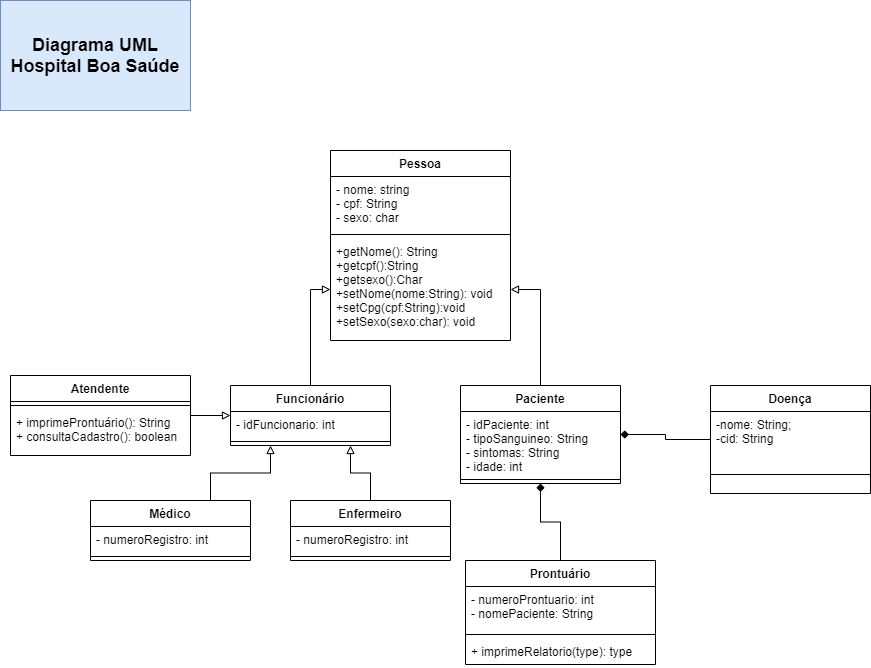 Diagrama UML
Hospital Boa Saúde
Pessoa
- nome: string
- cpf: String
- sexo: char
+getNome(): String
+getcpf():String
+getsexo():Char
+setNome(nome:String): void
+setCpg(cpf:String):void
+setSexo(sexo:char): void
Atendente
+ imprimeProntuário(): String
+ consultaCadastro(): boolean
Funcionário
- idFuncionario: int
Paciente
- idPaciente: int
- tipoSanguineo: String
- sintomas: String
- idade: int
Doença
-nome: String;
-cid: String
Médico
- numeroRegistro: int
Enfermeiro
- numeroRegistro: int
Prontuário
- numeroProntuario: int
- nomePaciente: String
+ imprimeRelatorio(type): type